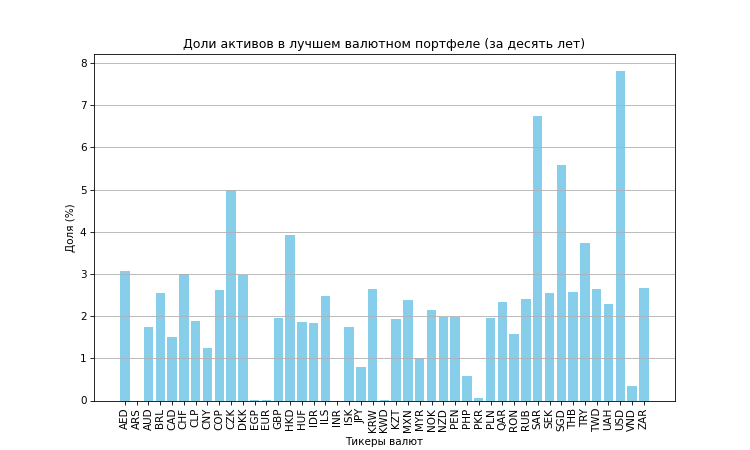 Доли активов в лучшем валютном портфеле (за десять лет)
Доля (%)
8
7
6
5
4
3
2
1
0
AED ARS AUD BRL CAD CHF CLP CNY COP CZK DKK EGP EUR GBP HKD HUF IDR ILS INR ISK JPY KRW KWD KZT MXN MYR NOK NZD PEN PHP PKR PLN QAR RON RUB SAR SEK SGD THB TRY TWD UAH USD VND ZAR
Тикеры валют